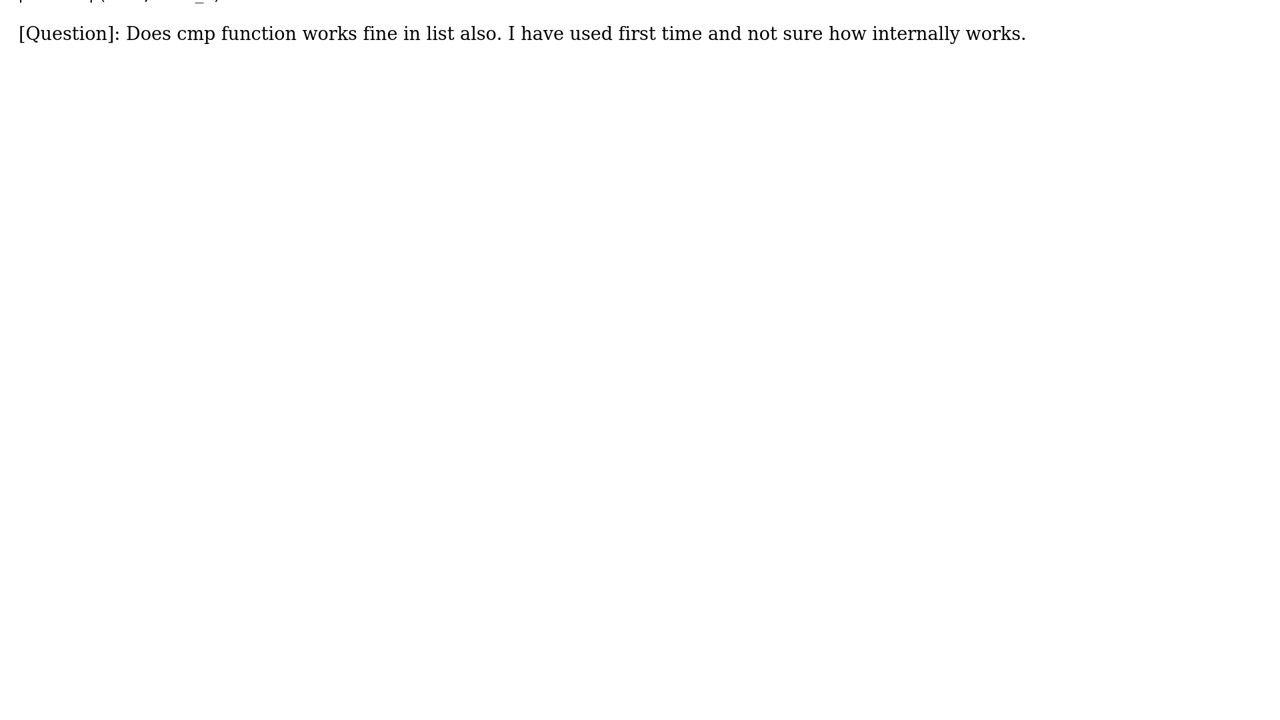 [Question]: Does cmp function works fine in list also. I have used first time and not sure how internally works.